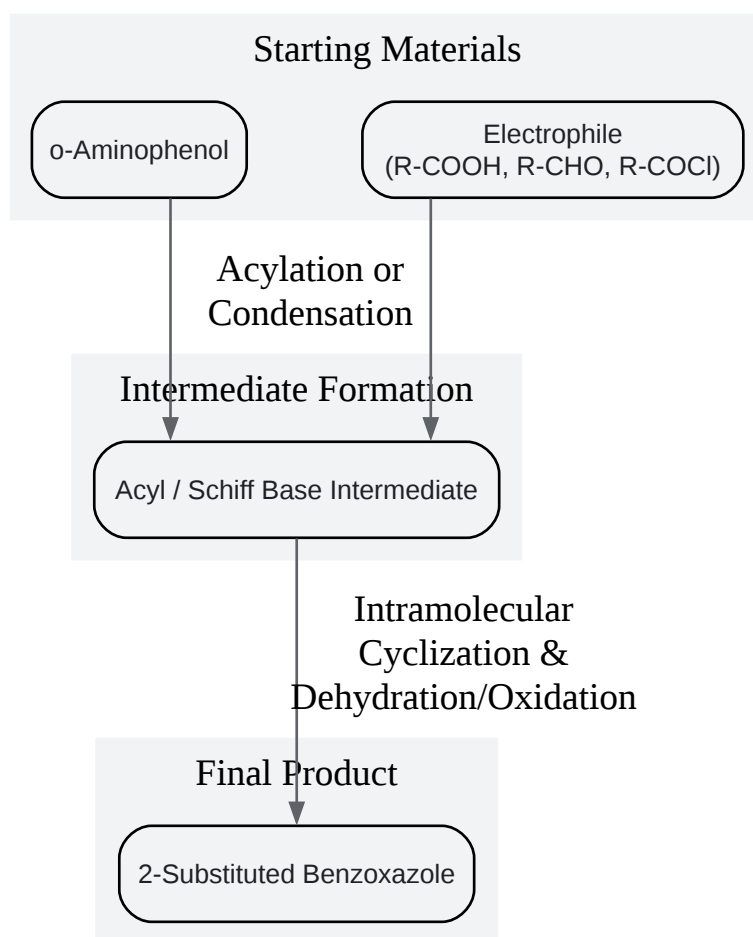 Starting Materials
o-Aminophenol
Electrophile
(R-COOH, R-CHO, R-COCl)
Acylation or
Condensation
Intermediate Formation
Acyl / Schiff Base Intermediate
Intramolecular
Cyclization &
Dehydration/Oxidation
Final Product
2-Substituted Benzoxazole